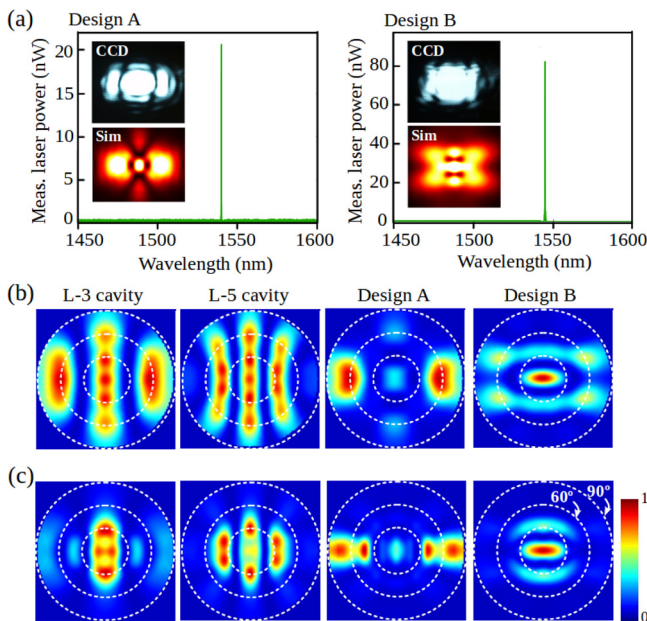 (a)
Design A
Design B
Meas. laser power (nW)
20
15
10
5
0
CCD
Sim
1450
1500
1550
1600
Wavelength (nm)
Meas. laser power (nW)
80
60
40
20
0
CCD
Sim
1450
1500
1550
1600
Wavelength (nm)
(b)
L-3 cavity
L-5 cavity
Design A
Design B
(c)
60°
90°
1
0